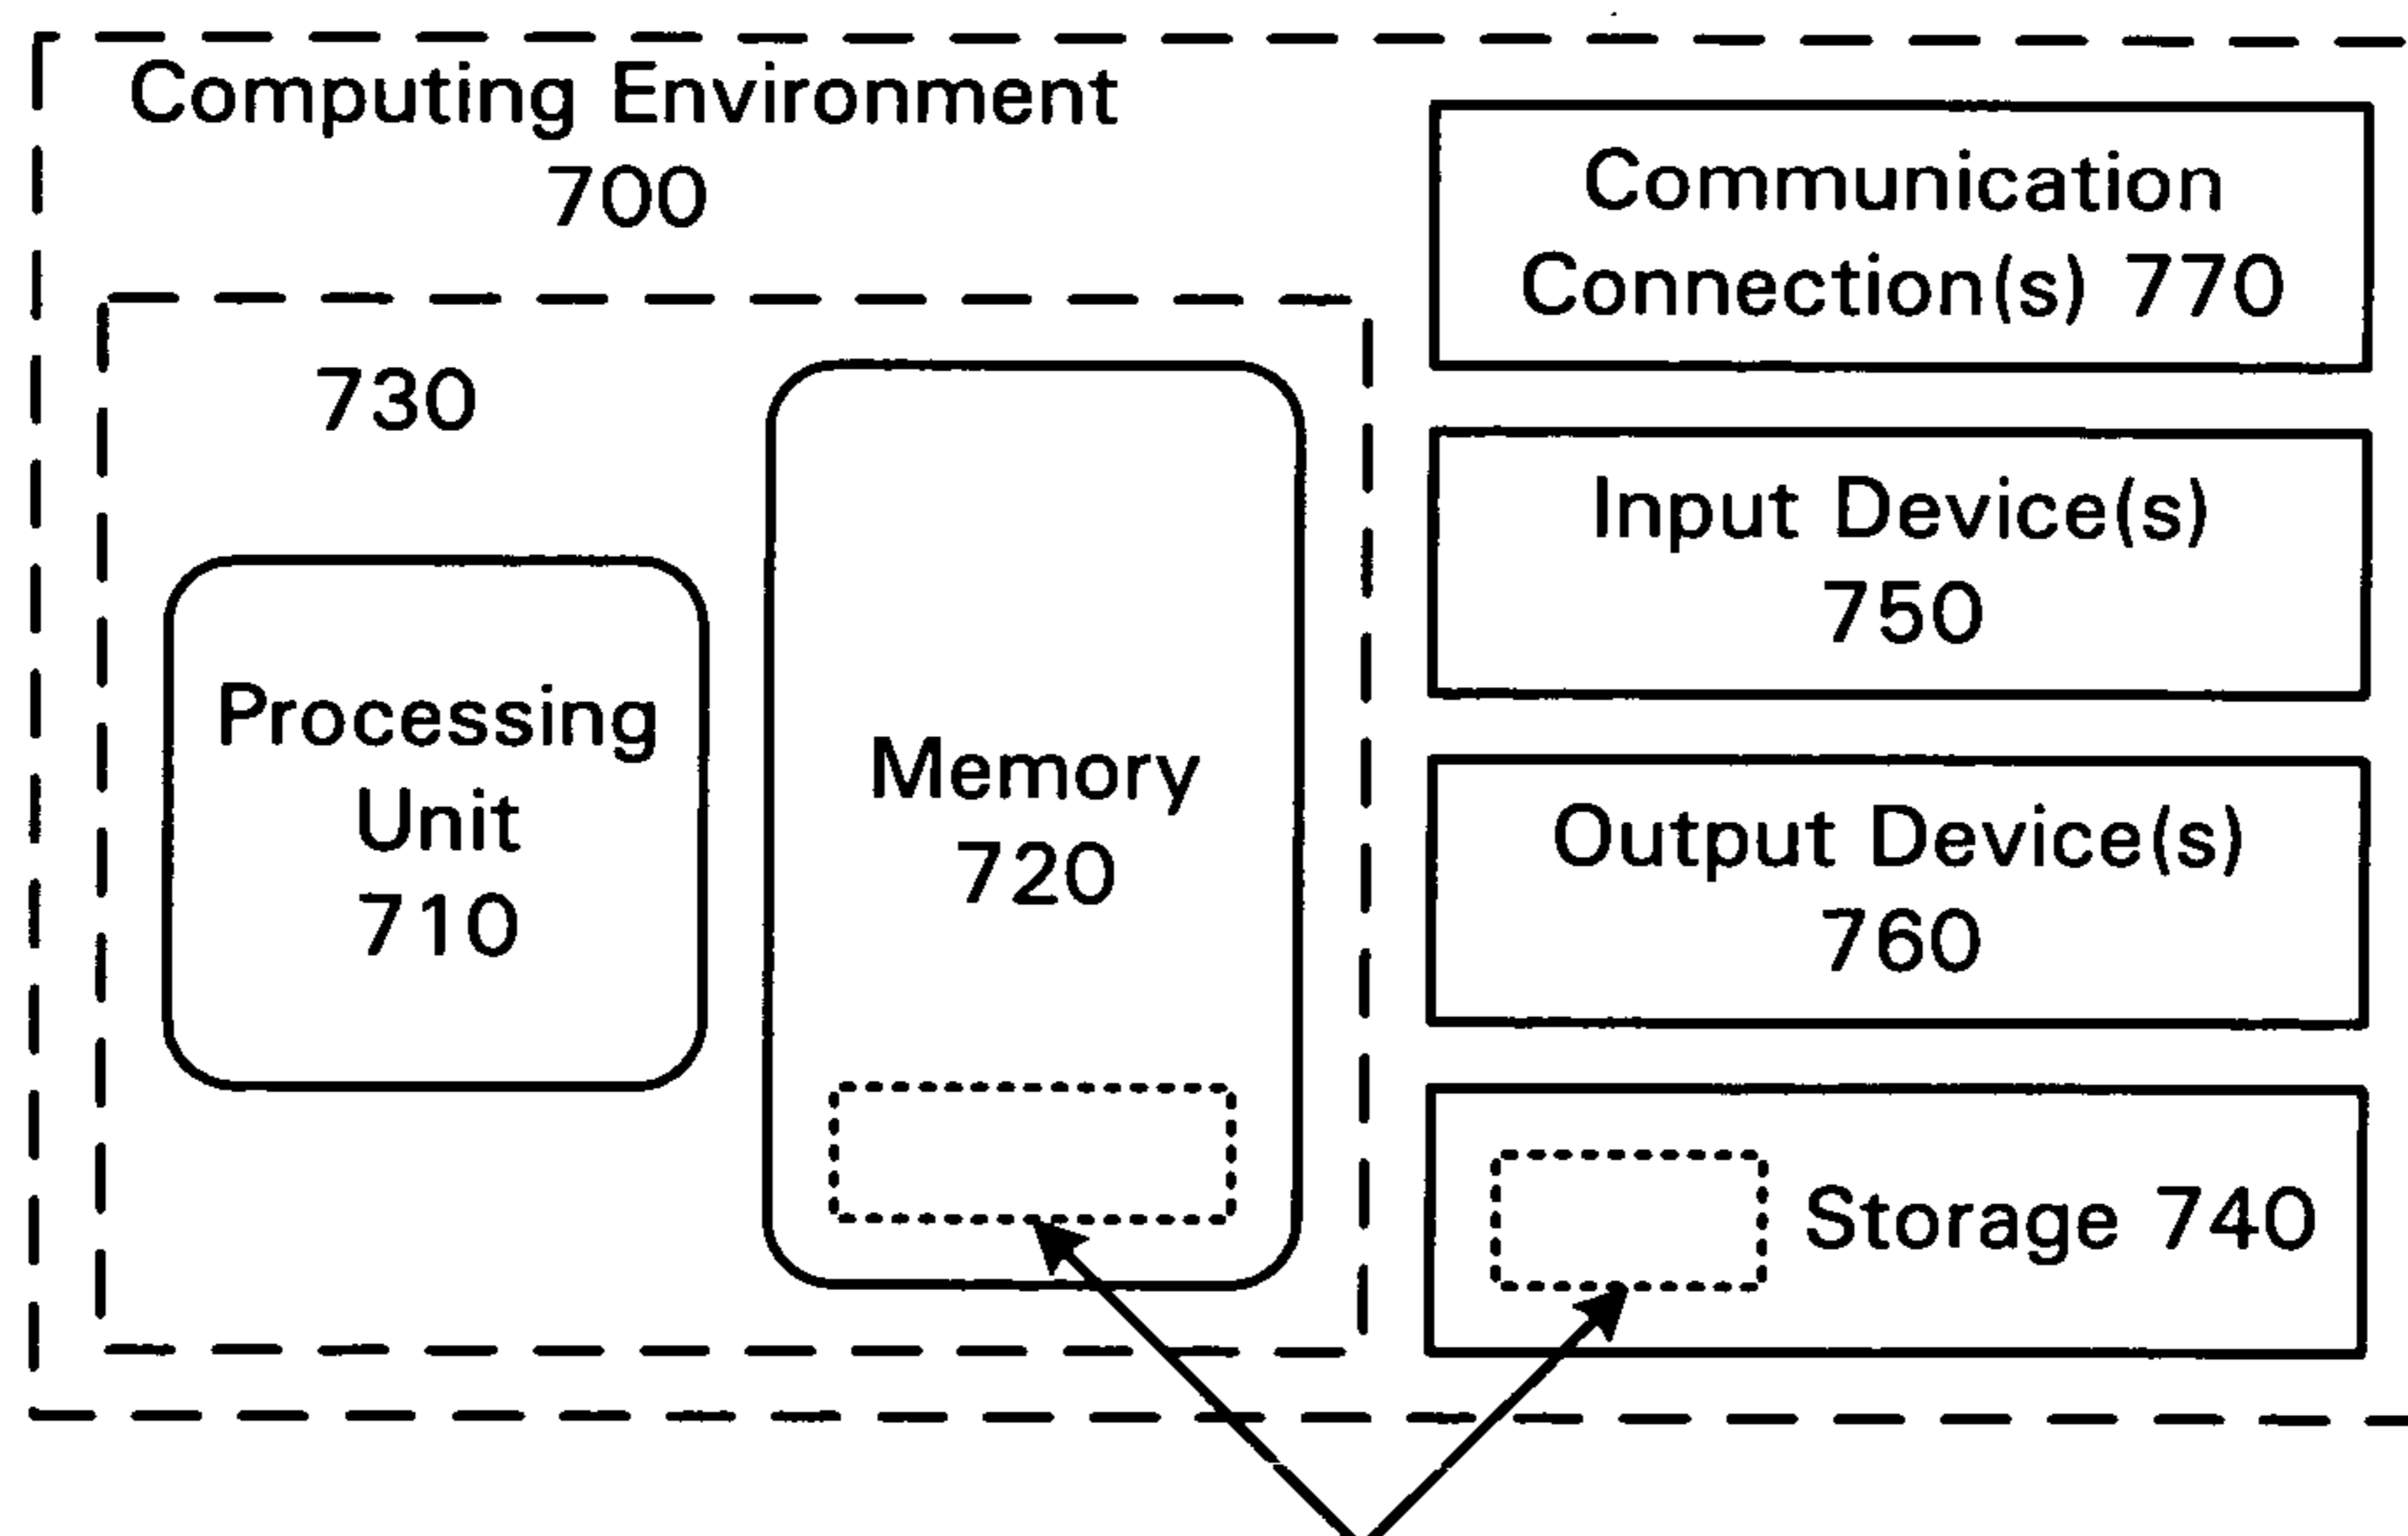 Computing Environment
700
730
Processing
Unit
710
Memory
720
Communication
Connection(s) 770
Input Device(s)
750
Output Device(s)
760
Storage 740